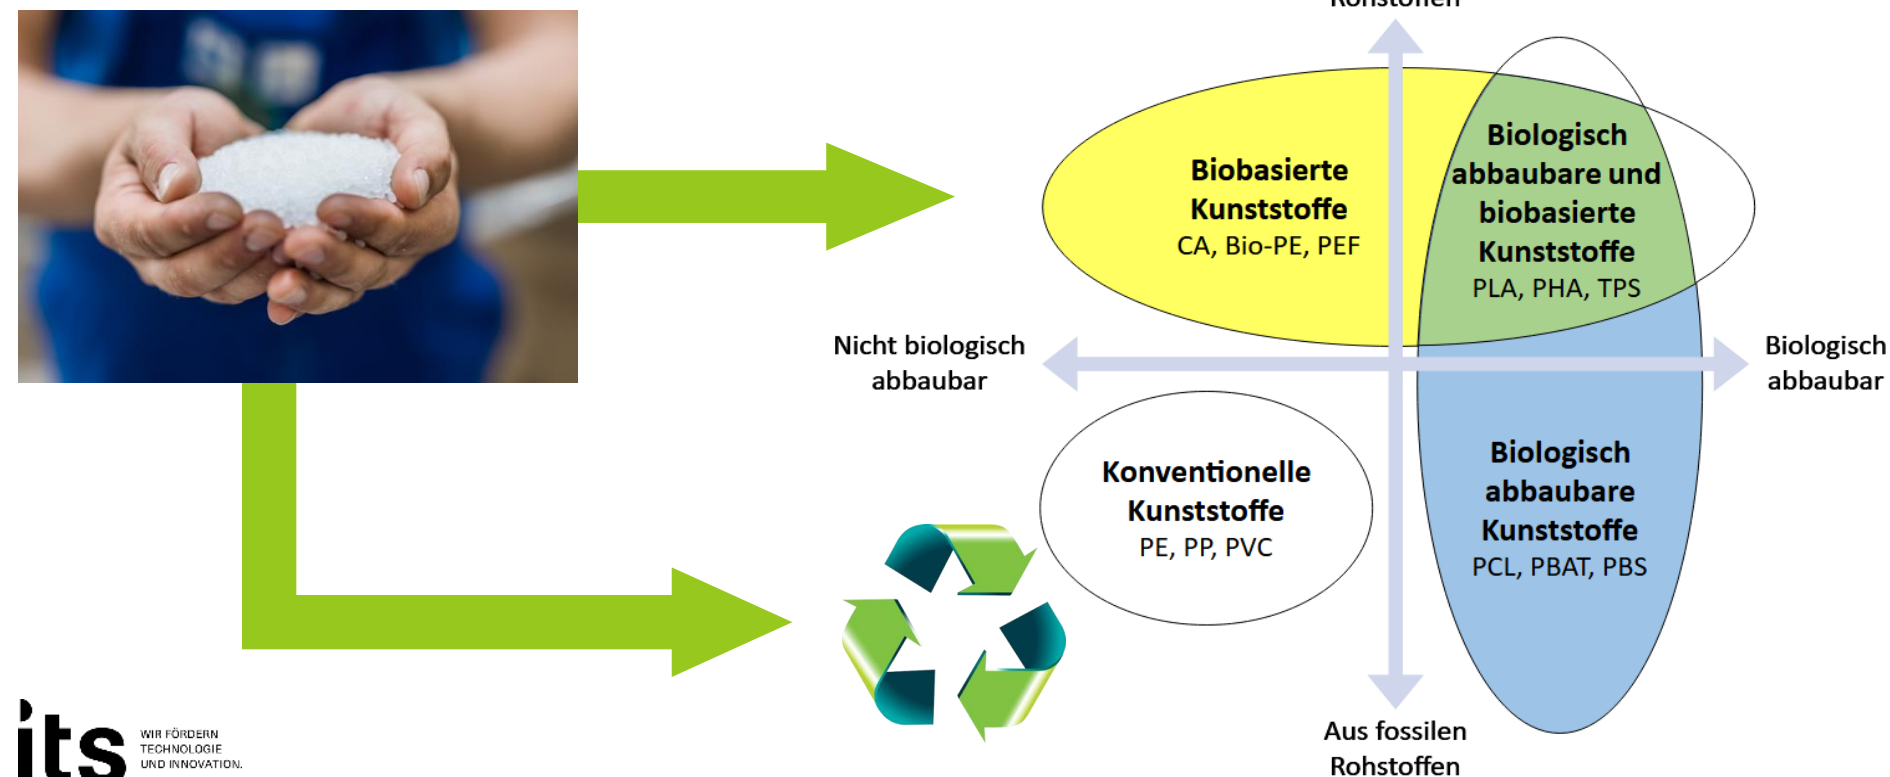 Rohstoffen
Biobasierte
Kunststoffe
CA, Bio-PE, PEF
Biologisch
abbaubare und
biobasierte
Kunststoffe
PLA, PHA, TPS
Nicht biologisch
abbaubar
Biologisch
abbaubar
Konventionelle
Kunststoffe
PE, PP, PVC
Biologisch
abbaubare
Kunststoffe
PCL, PBAT, PBS
Aus fossilen
Rohstoffen
its
WIR FÖRDERN
TECHNOLOGIE
UND INNOVATION.